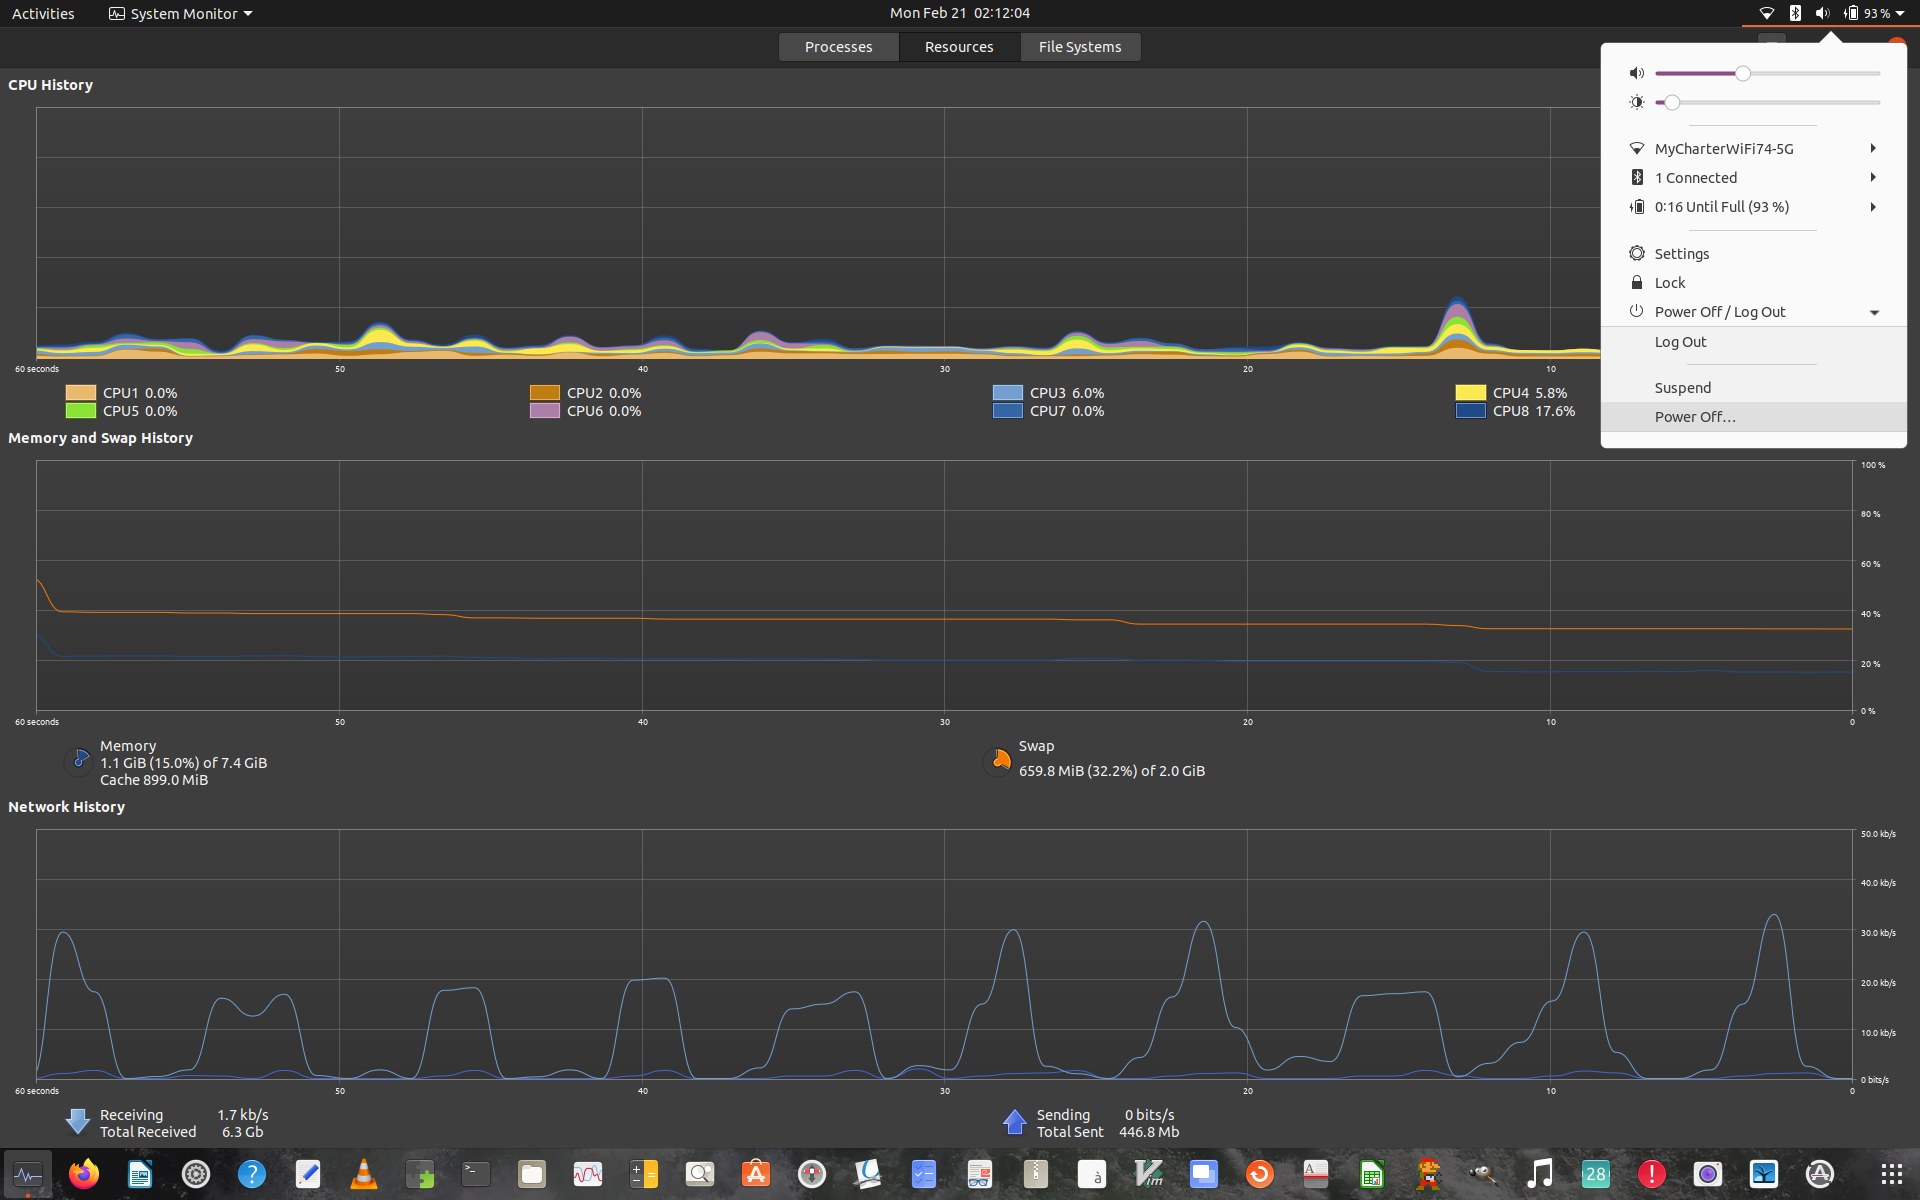 Activities System Monitor Mon Feb 21 02:12:04 93 %
Processes Resources File Systems
CPU History
60 seconds 50 40 30 20 10
CPU1 0.0% CPU2 0.0% CPU3 6.0% CPU4 5.8%
CPU5 0.0% CPU6 0.0% CPU7 0.0% CPU8 17.6%
MyCharterWiFi74-5G
1 Connected
0:16 Until Full (93 %)
Settings
Lock
Power Off / Log Out
Log Out
Suspend
Power Off...
Memory and Swap History
100 %
80 %
60 %
40 %
20 %
0 %
60 seconds 50 40 30 20 10 0
Memory
1.1 GiB (15.0%) of 7.4 GiB
Cache 899.0 MiB
Swap
659.8 MiB (32.2%) of 2.0 GiB
Network History
50.0 kb/s
40.0 kb/s
30.0 kb/s
20.0 kb/s
10.0 kb/s
0 bits/s
60 seconds 50 40 30 20 10 0
Receiving 1.7 kb/s
Total Received 6.3 Gb
Sending 0 bits/s
Total Sent 446.8 Mb
à Vim A 28